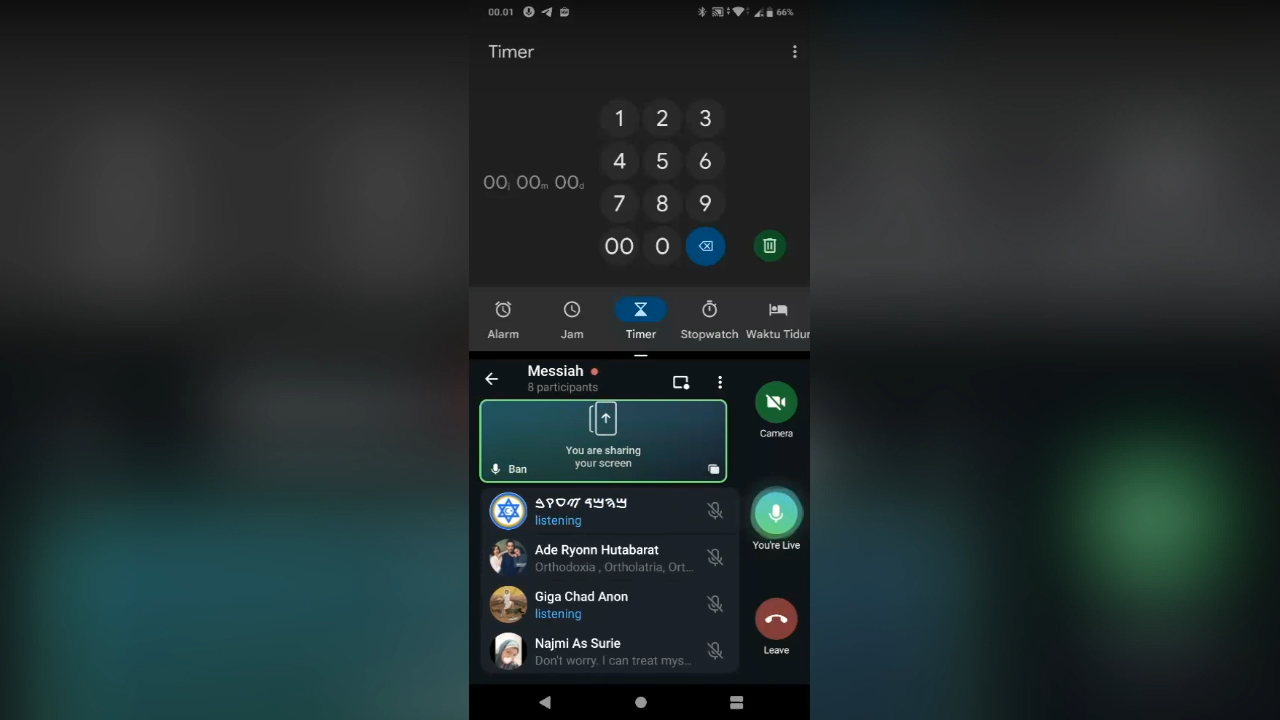 00.01
66%
Timer
1 2 3
4 5 6
00j 00m 00d
7 8 9
00 0
Alarm Jam Timer Stopwatch Waktu Tidur
Messiah
8 participants
You are sharing
your screen
Ban
Camera
listening
You're Live
Ade Ryonn Hutabarat
Orthodoxia , Ortholatria, Ort...
Giga Chad Anon
listening
Najmi As Surie
Don't worry. I can treat mys...
Leave